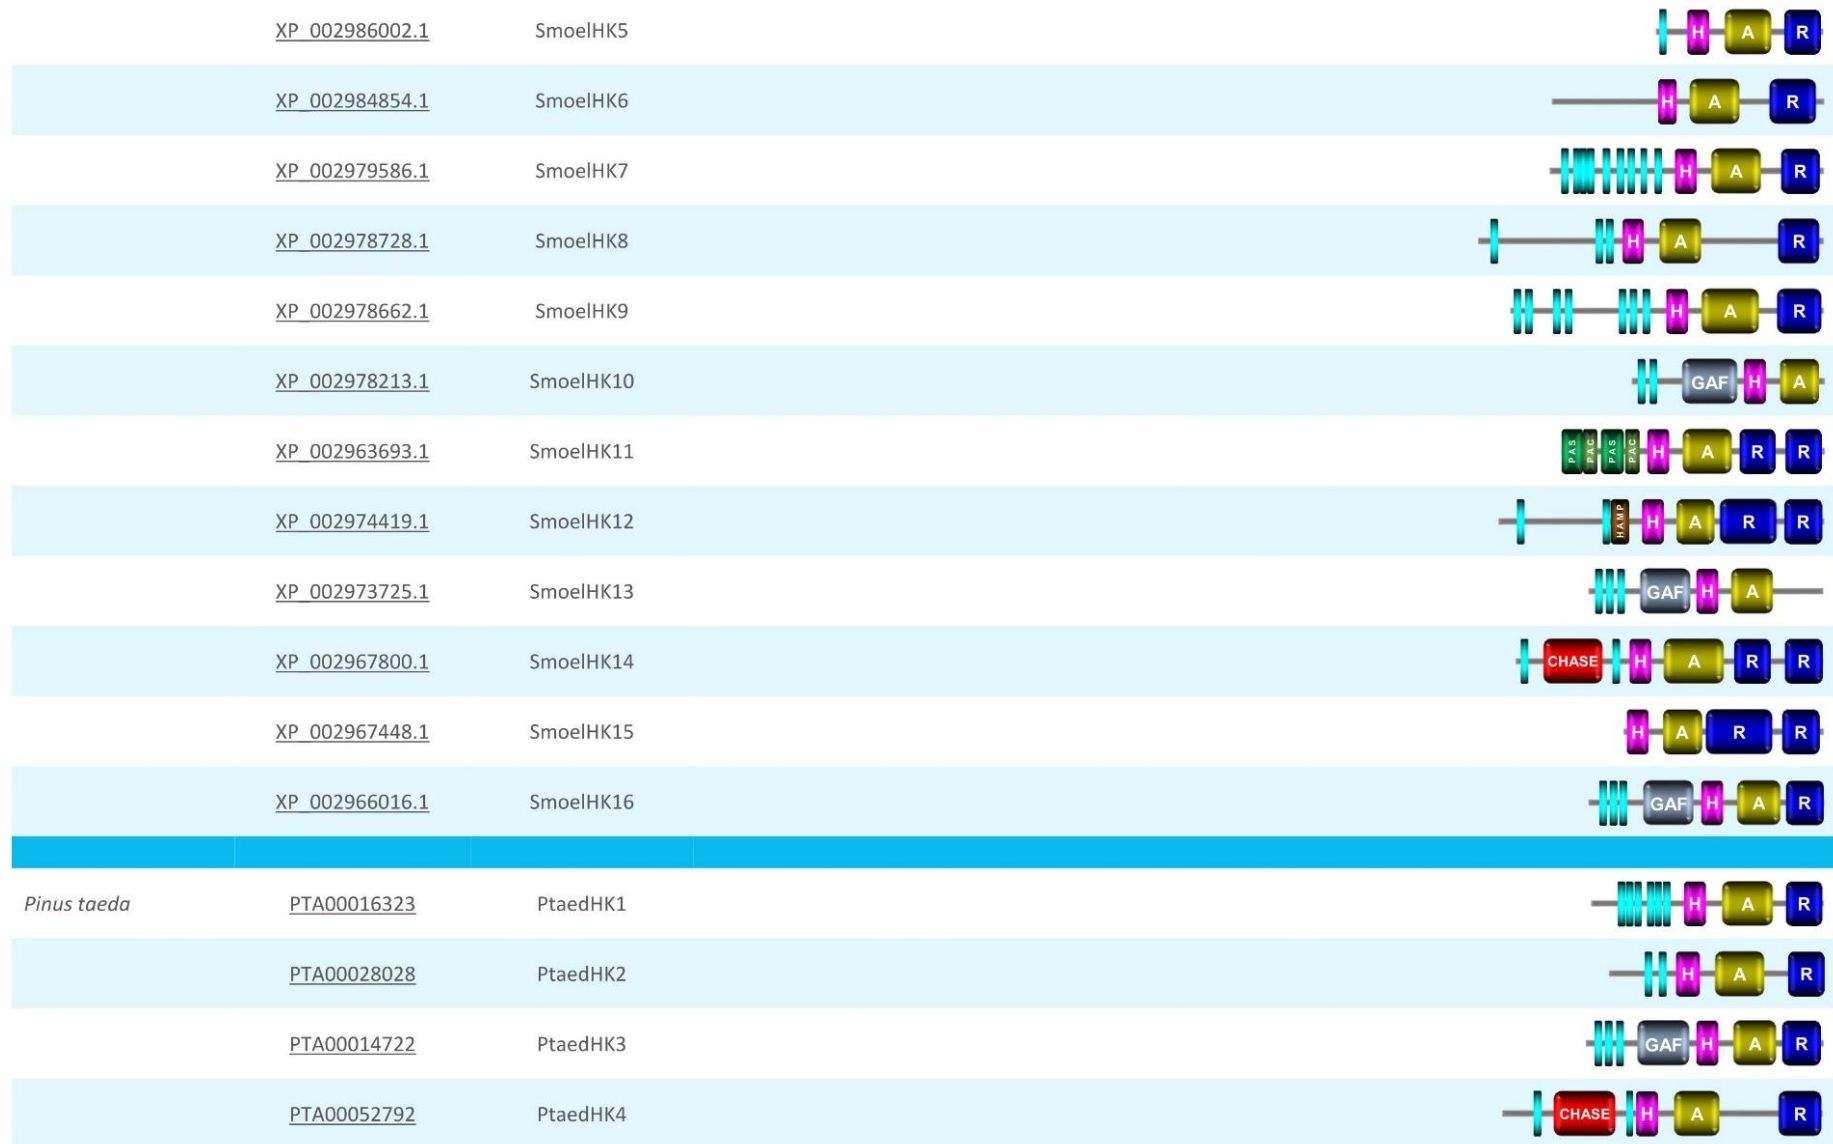 XP_002986002.1 SmoelHK5 H A R
XP_002984854.1 SmoelHK6 H A R
XP_002979586.1 SmoelHK7 H A R
XP_002978728.1 SmoelHK8 H A R
XP_002978662.1 SmoelHK9 H A R
XP_002978213.1 SmoelHK10 GAF H A
XP_002963693.1 SmoelHK11 PAS PAC PAS PAC H A R R
XP_002974419.1 SmoelHK12 HAMP H A R R
XP_002973725.1 SmoelHK13 GAF H A
XP_002967800.1 SmoelHK14 CHASE H A R R
XP_002967448.1 SmoelHK15 H A R R
XP_002966016.1 SmoelHK16 GAF H A R
Pinus taeda PTA00016323 PtaedHK1 H A R
PTA00028028 PtaedHK2 H A R
PTA00014722 PtaedHK3 GAF H A R
PTA00052792 PtaedHK4 CHASE H A R